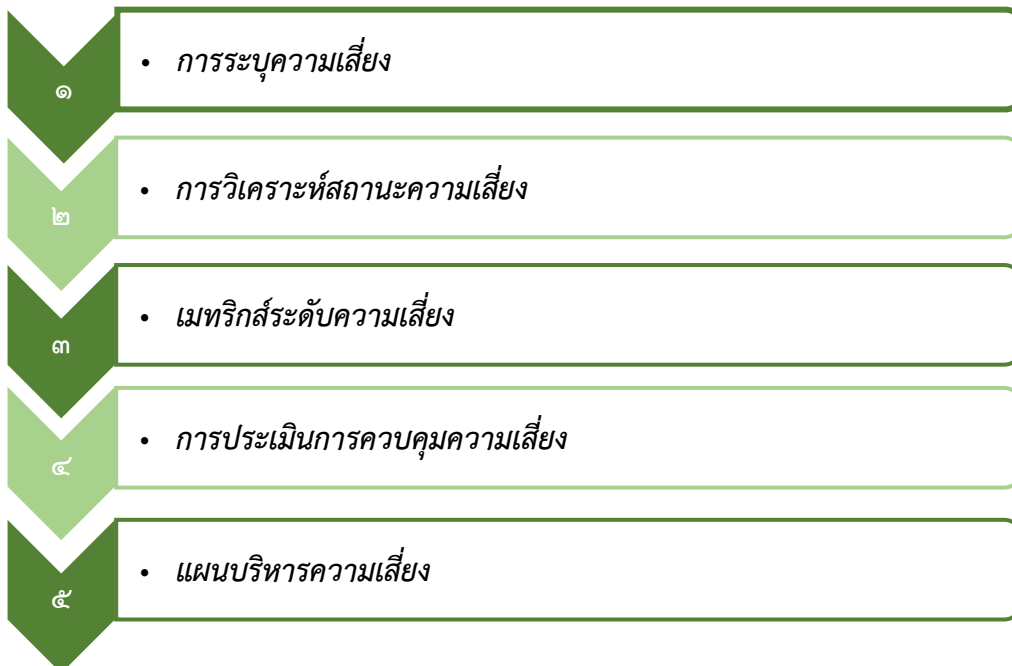 ๑
• การระบุความเสี่ยง
๒
• การวิเคราะห์สถานะความเสี่ยง
๓
• เมทริกส์ระดับความเสี่ยง
๔
• การประเมินการควบคุมความเสี่ยง
๕
• แผนบริหารความเสี่ยง